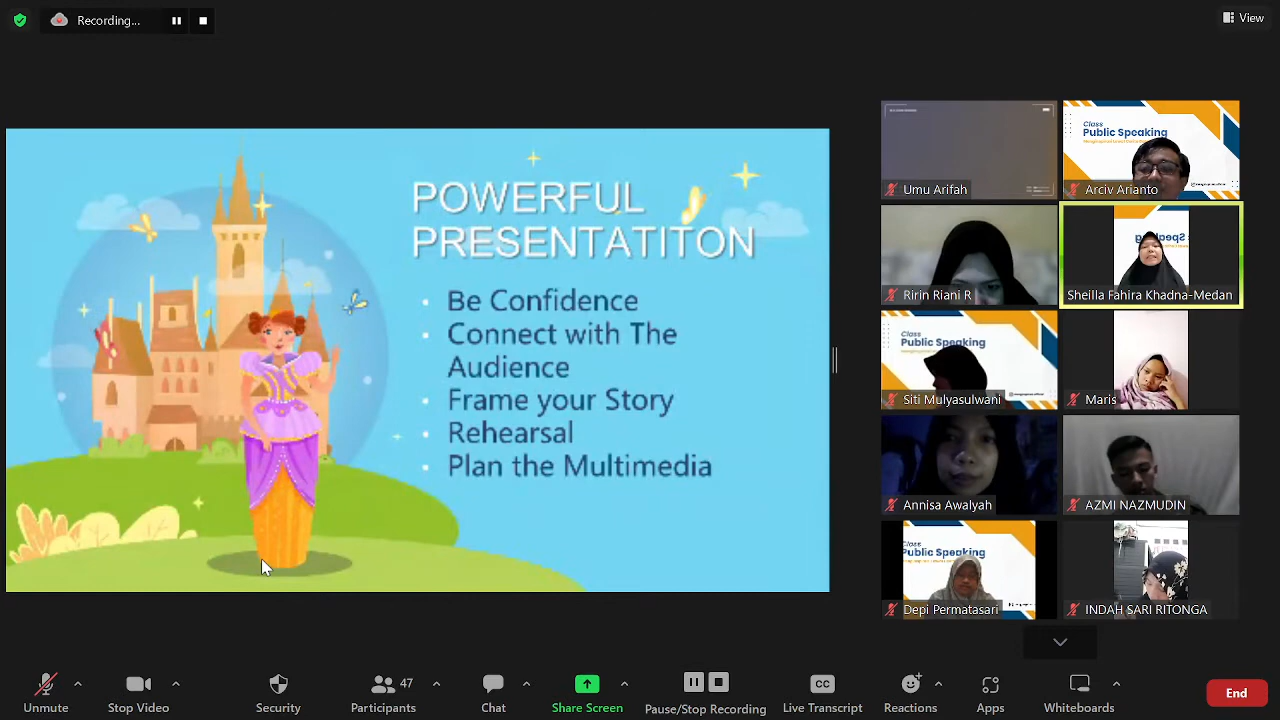 Recording...
View
POWERFUL
PRESENTATITON
Be Confidence
Connect with The
Audience
Frame your Story
Rehearsal
Plan the Multimedia
Umu Arifah
Class
Public Speaking
Arciv Arianto
Ririn Riani R
Sheilla Fahira Khadna-Medan
Class
Public Speaking
Siti Mulyasulwani
Maris
Annisa Awalyah
AZMI NAZMUDIN
Class
Public Speaking
Depi Permatasari
INDAH SARI RITONGA
Unmute
Stop Video
Security
Participants
47
Chat
Share Screen
Pause/Stop Recording
CC
Live Transcript
Reactions
Apps
Whiteboards
End